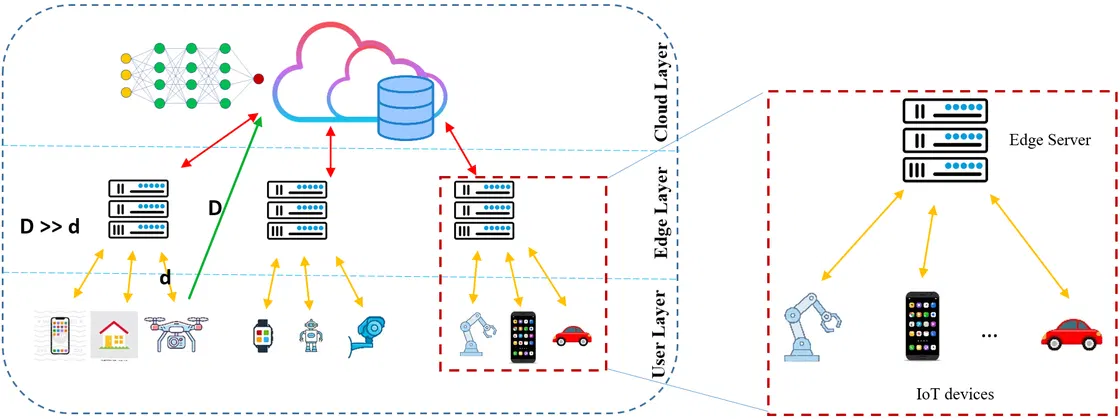 Cloud Layer
Edge Layer
User Layer
D >> d
D
d
Edge Server
...
IoT devices